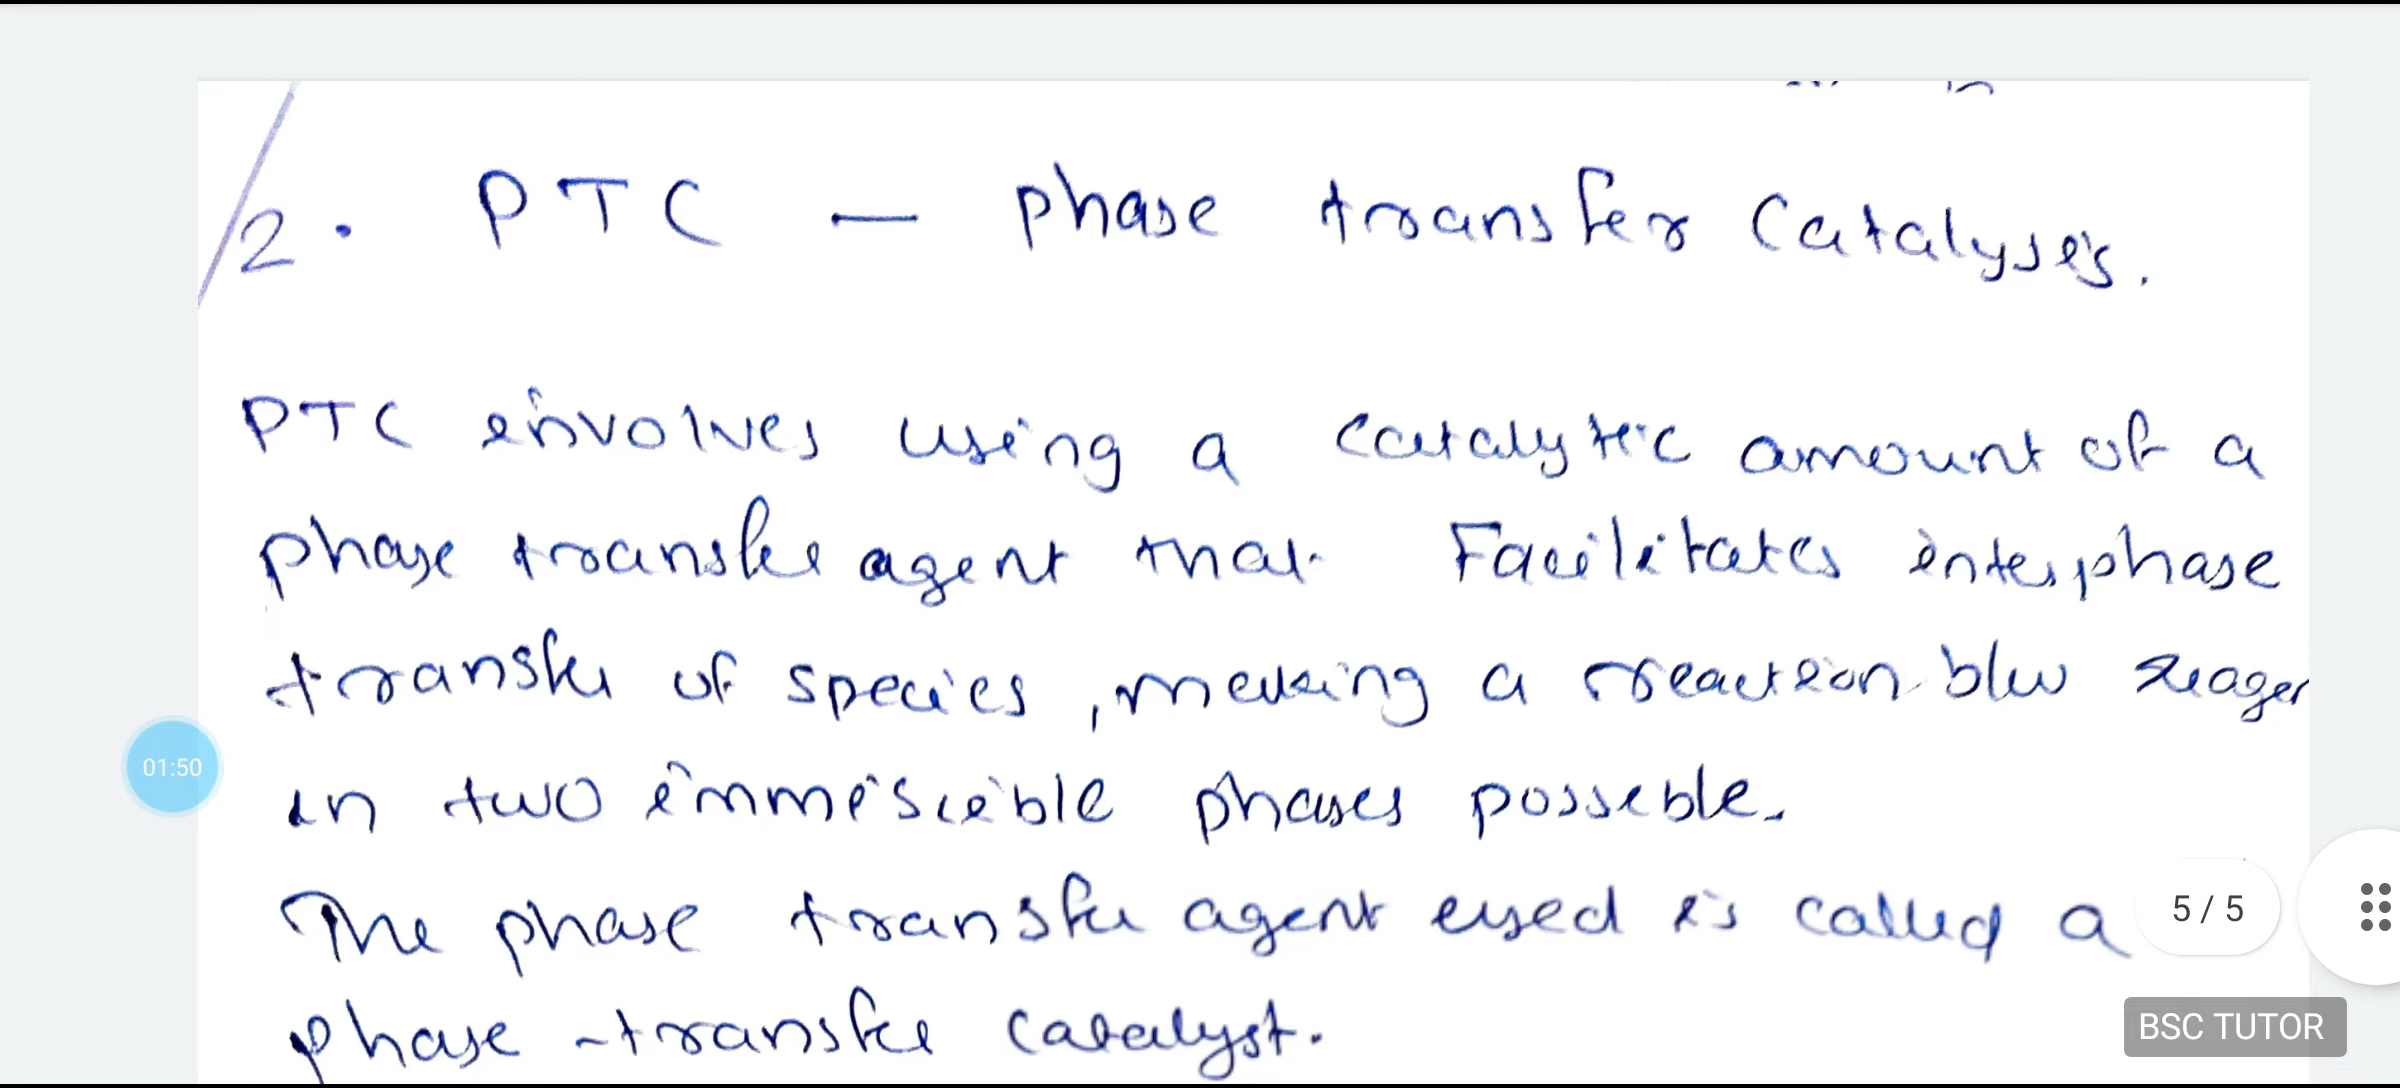 2. PTC — Phase transfer Catalyses.
PTC involves using a catalytic amount of a
phase transfer agent that Facilitates interphase
transfer of species, making a reaction b/w reagen
in two immiscible phases possible.
The phase transfer agent used is called a
phase-transfer catalyst.
01:50
5 / 5
BSC TUTOR